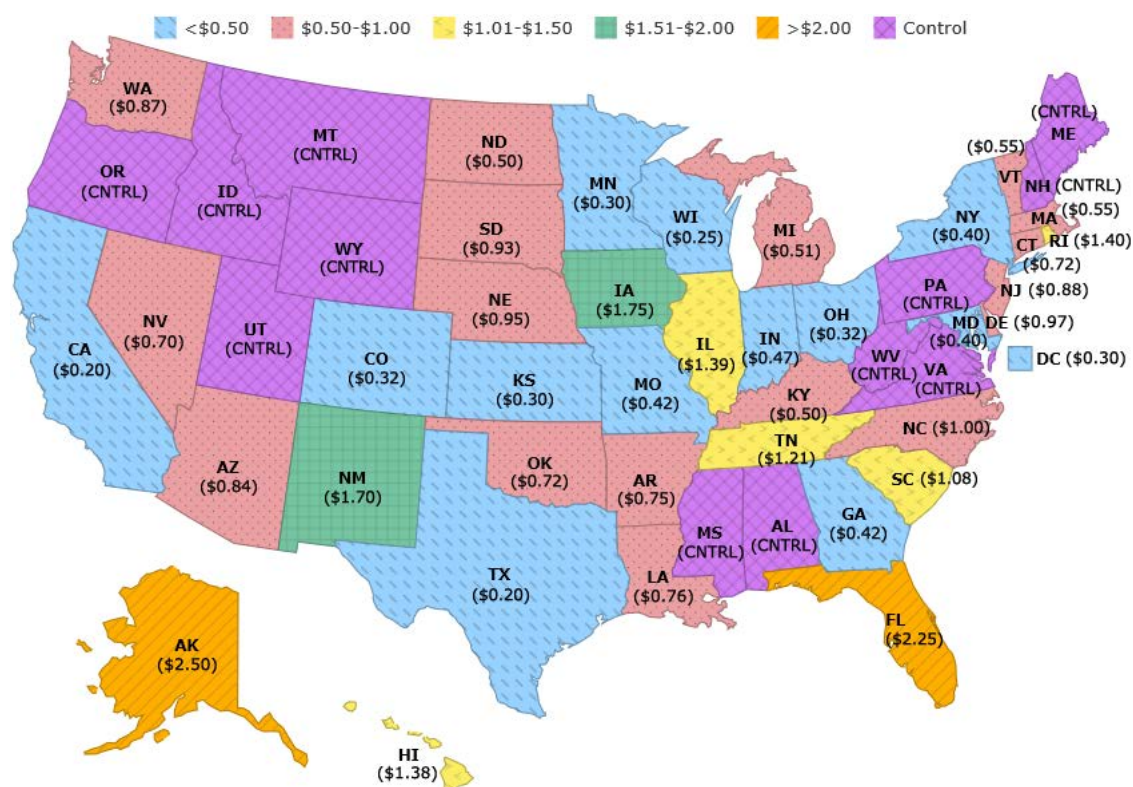 <$0.50 $0.50-$1.00 $1.01-$1.50 $1.51-$2.00 >$2.00 Control
WA
($0.87)
OR
(CNTRL)
ID
(CNTRL)
MT
(CNTRL)
WY
(CNTRL)
ND
($0.50)
SD
($0.93)
NE
($0.95)
MN
($0.30)
WI
($0.25)
MI
($0.51)
IA
($1.75)
(CNTRL)
ME
($0.55)
VT
NH (CNTRL)
MA
($0.55)
NY
($0.40)
CT
($0.72)
RI ($1.40)
PA
(CNTRL)
NJ ($0.88)
MD
($0.40)
DE ($0.97)
DC ($0.30)
CA
($0.20)
NV
($0.70)
UT
(CNTRL)
CO
($0.32)
KS
($0.30)
MO
($0.42)
IL
($1.39)
IN
($0.47)
OH
($0.32)
WV
(CNTRL)
VA
(CNTRL)
KY
($0.50)
NC ($1.00)
TN
($1.21)
SC ($1.08)
AZ
($0.84)
NM
($1.70)
OK
($0.72)
AR
($0.75)
TX
($0.20)
LA
($0.76)
MS
(CNTRL)
AL
(CNTRL)
GA
($0.42)
FL
($2.25)
AK
($2.50)
HI
($1.38)